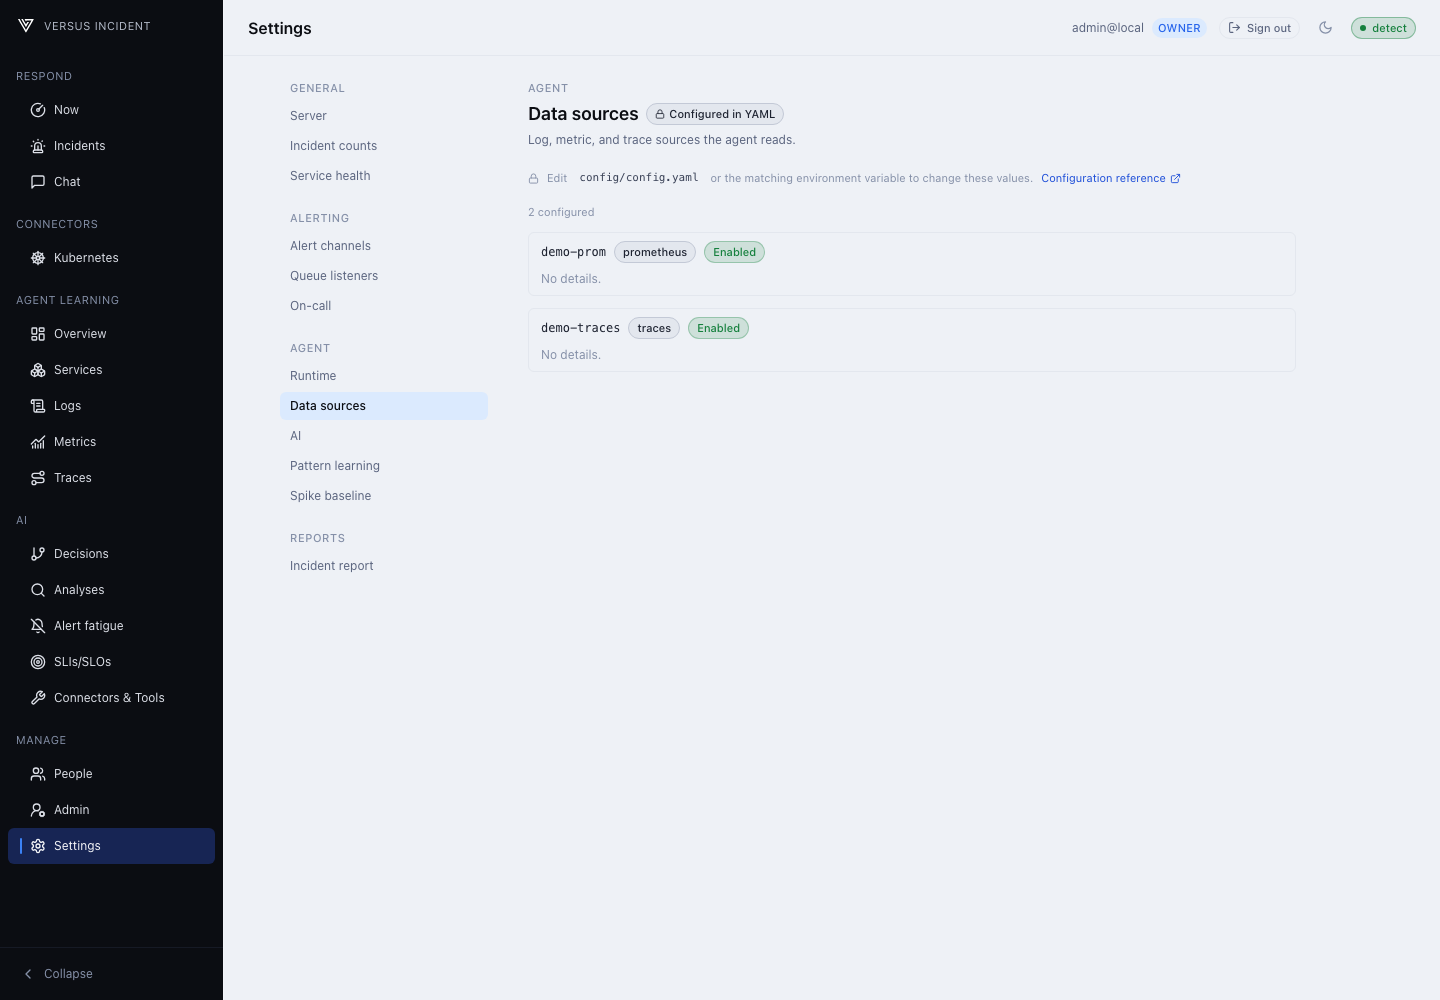 VERSUS INCIDENT
RESPOND
Now
Incidents
Chat
CONNECTORS
Kubernetes
AGENT LEARNING
Overview
Services
Logs
Metrics
Traces
AI
Decisions
Analyses
Alert fatigue
SLIs/SLOs
Connectors & Tools
MANAGE
People
Admin
Settings
Collapse
Settings
admin@local OWNER Sign out detect
GENERAL
Server
Incident counts
Service health
ALERTING
Alert channels
Queue listeners
On-call
AGENT
Runtime
Data sources
AI
Pattern learning
Spike baseline
REPORTS
Incident report
AGENT
Data sources Configured in YAML
Log, metric, and trace sources the agent reads.
Edit config/config.yaml or the matching environment variable to change these values. Configuration reference
2 configured
demo-prom prometheus Enabled
No details.
demo-traces traces Enabled
No details.